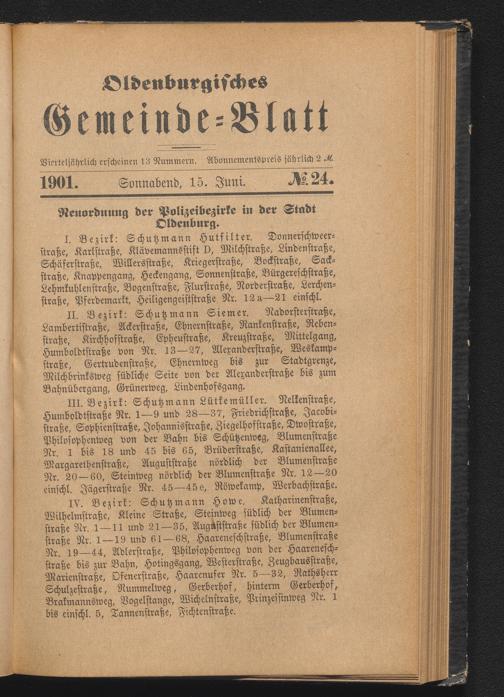 Oldenburgisches
Gemeinde-Blatt
Vierteljährlich erscheinen 13 Nummern. Abonnementspreis jährlich 2 M.
1901. Sonnabend, 15. Juni. № 24.
Neuordnung der Polizeibezirke in der Stadt
Oldenburg.
I. Bezirk: Schutzmann Hutfilter. Donnerschweer-
straße, Karlstraße, Klävemannstift D, Milchstraße, Lindenstraße,
Schäferstraße, Willersstraße, Kriegerstraße, Bockstraße, Sack-
straße, Knappengang, Heckengang, Sonnenstraße, Bürgereschstraße,
Lehmkuhlenstraße, Bogenstraße, Flurstraße, Norderstraße, Lerchen-
straße, Pferdemarkt, Heiligengeiststraße Nr. 12a—21 einschl.
II. Bezirk: Schutzmann Siemer. Nadorsterstraße,
Lambertistraße, Ackerstraße, Ehnernstraße, Rankenstraße, Reben-
straße, Kirchhofstraße, Epheustraße, Kreuzstraße, Mittelgang,
Humboldtstraße von Nr. 13—27, Alexanderstraße, Weskamp-
straße, Gertrudenstraße, Ehnernweg bis zur Stadtgrenze,
Milchbrinksweg südliche Seite von der Alexanderstraße bis zum
Bahnübergang, Grünerweg, Lindenhofsgang.
III. Bezirk: Schutzmann Lütkemüller. Nelkenstraße,
Humboldtstraße Nr. 1—9 und 28—37, Friedrichstraße, Jacobi-
straße, Sophienstraße, Johannisstraße, Ziegelhofstraße, Dwostraße,
Philosophenweg von der Bahn bis Schützenweg, Blumenstraße
Nr. 1 bis 18 und 45 bis 65, Brüderstraße, Kastanienallee,
Margarethenstraße, Auguststraße nördlich der Blumenstraße
Nr. 20—60, Steinweg nördlich der Blumenstraße Nr. 12—20
einschl. Jägerstraße Nr. 45—45e, Röwekamp, Werbachstraße.
IV. Bezirk: Schutzmann Howe. Katharinenstraße,
Wilhelmstraße, Kleine Straße, Steinweg südlich der Blumen-
straße Nr. 1—11 und 21—35, Auguststraße südlich der Blumen-
straße Nr. 1—19 und 61—68, Haareneschstraße, Blumenstraße
Nr. 19—44, Adlerstraße, Philosophenweg von der Haarenesch-
straße bis zur Bahn, Hotingsgang, Westerstraße, Zeughausstraße,
Marienstraße, Ofenerstraße, Haarenufer Nr. 5—32, Rathsherr
Schulzestraße, Rummelweg, Gerberhof, hinterm Gerberhof,
Brakmannsweg, Vogelstange, Wichelnstraße, Prinzessinweg Nr. 1
bis einschl. 5, Tannenstraße, Fichtenstraße.